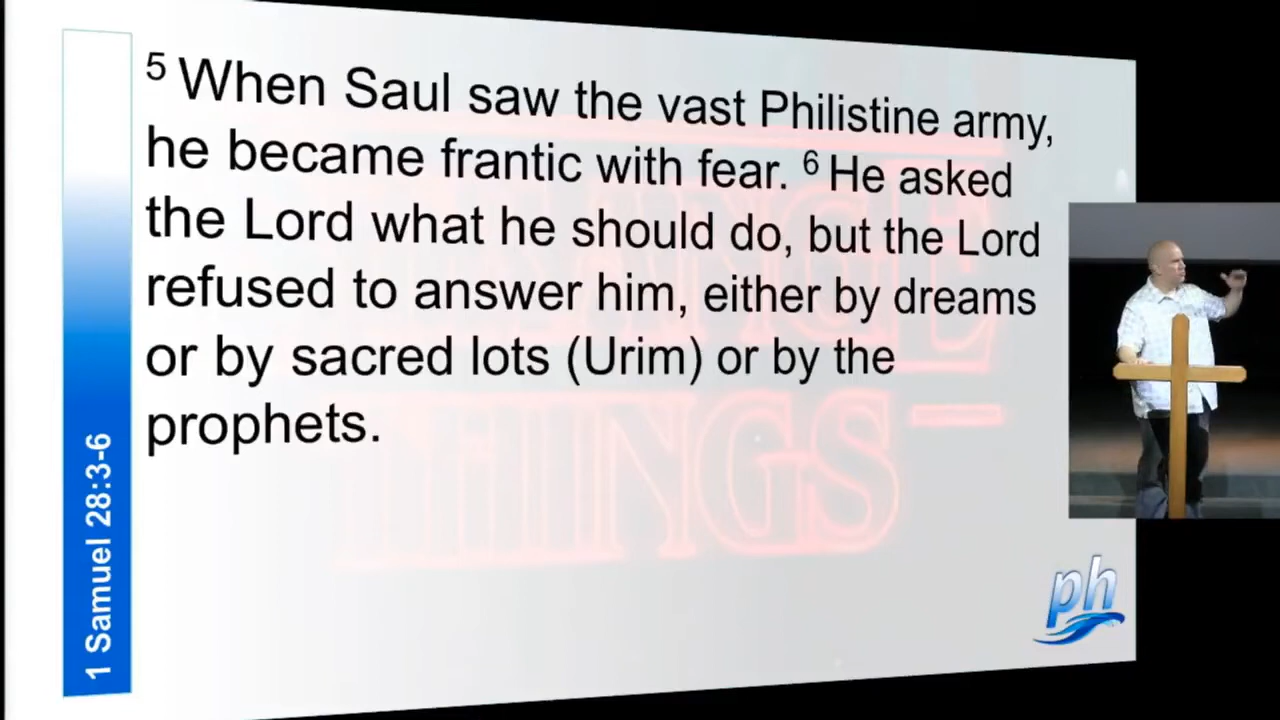 5 When Saul saw the vast Philistine army,
he became frantic with fear. 6 He asked
the Lord what he should do, but the Lord
refused to answer him, either by dreams
or by sacred lots (Urim) or by the
prophets.
STRANGER
THINGS
1 Samuel 28:3-6
ph